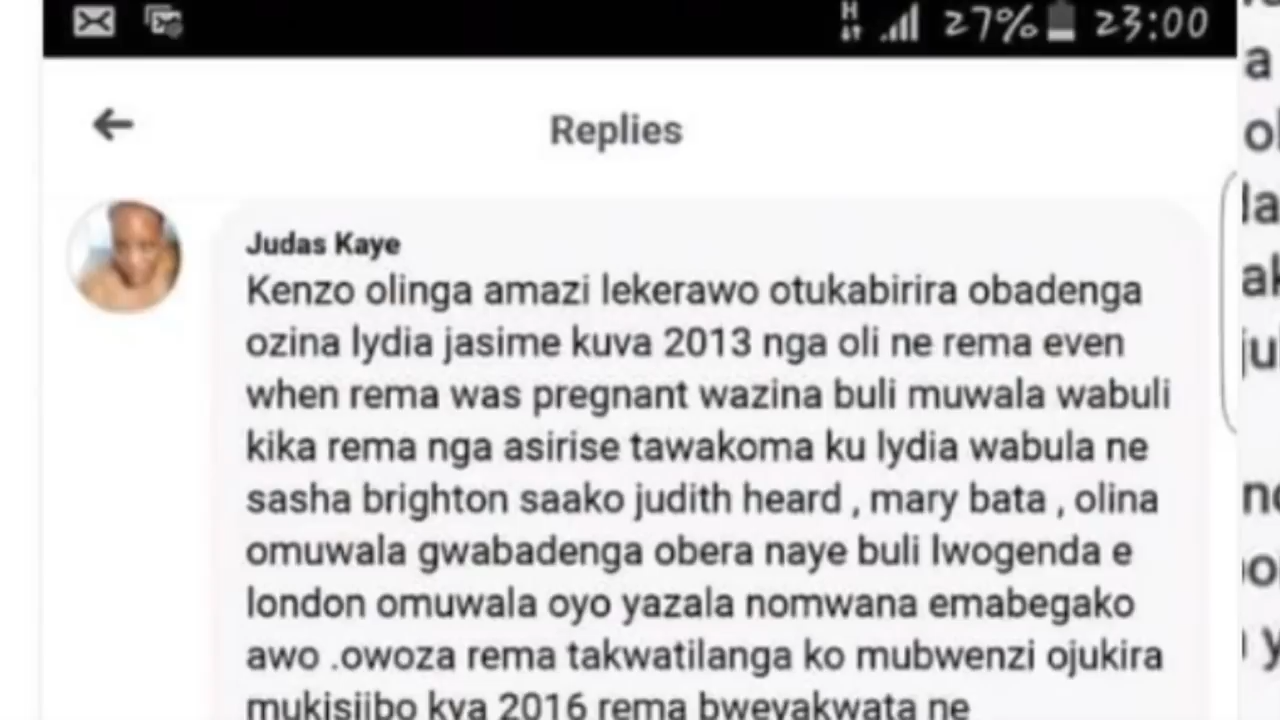 27% 23:00
Replies
Judas Kaye
Kenzo olinga amazi lekerawo otukabirira obadenga
ozina lydia jasime kuva 2013 nga oli ne rema even
when rema was pregnant wazina buli muwala wabuli
kika rema nga asirise tawakoma ku lydia wabula ne
sasha brighton saako judith heard , mary bata , olina
omuwala gwabadenga obera naye buli lwogenda e
london omuwala oyo yazala nomwana emabegako
awo .owoza rema takwatilanga ko mubwenzi ojukira
mukisiibo kya 2016 rema bweyakwata ne